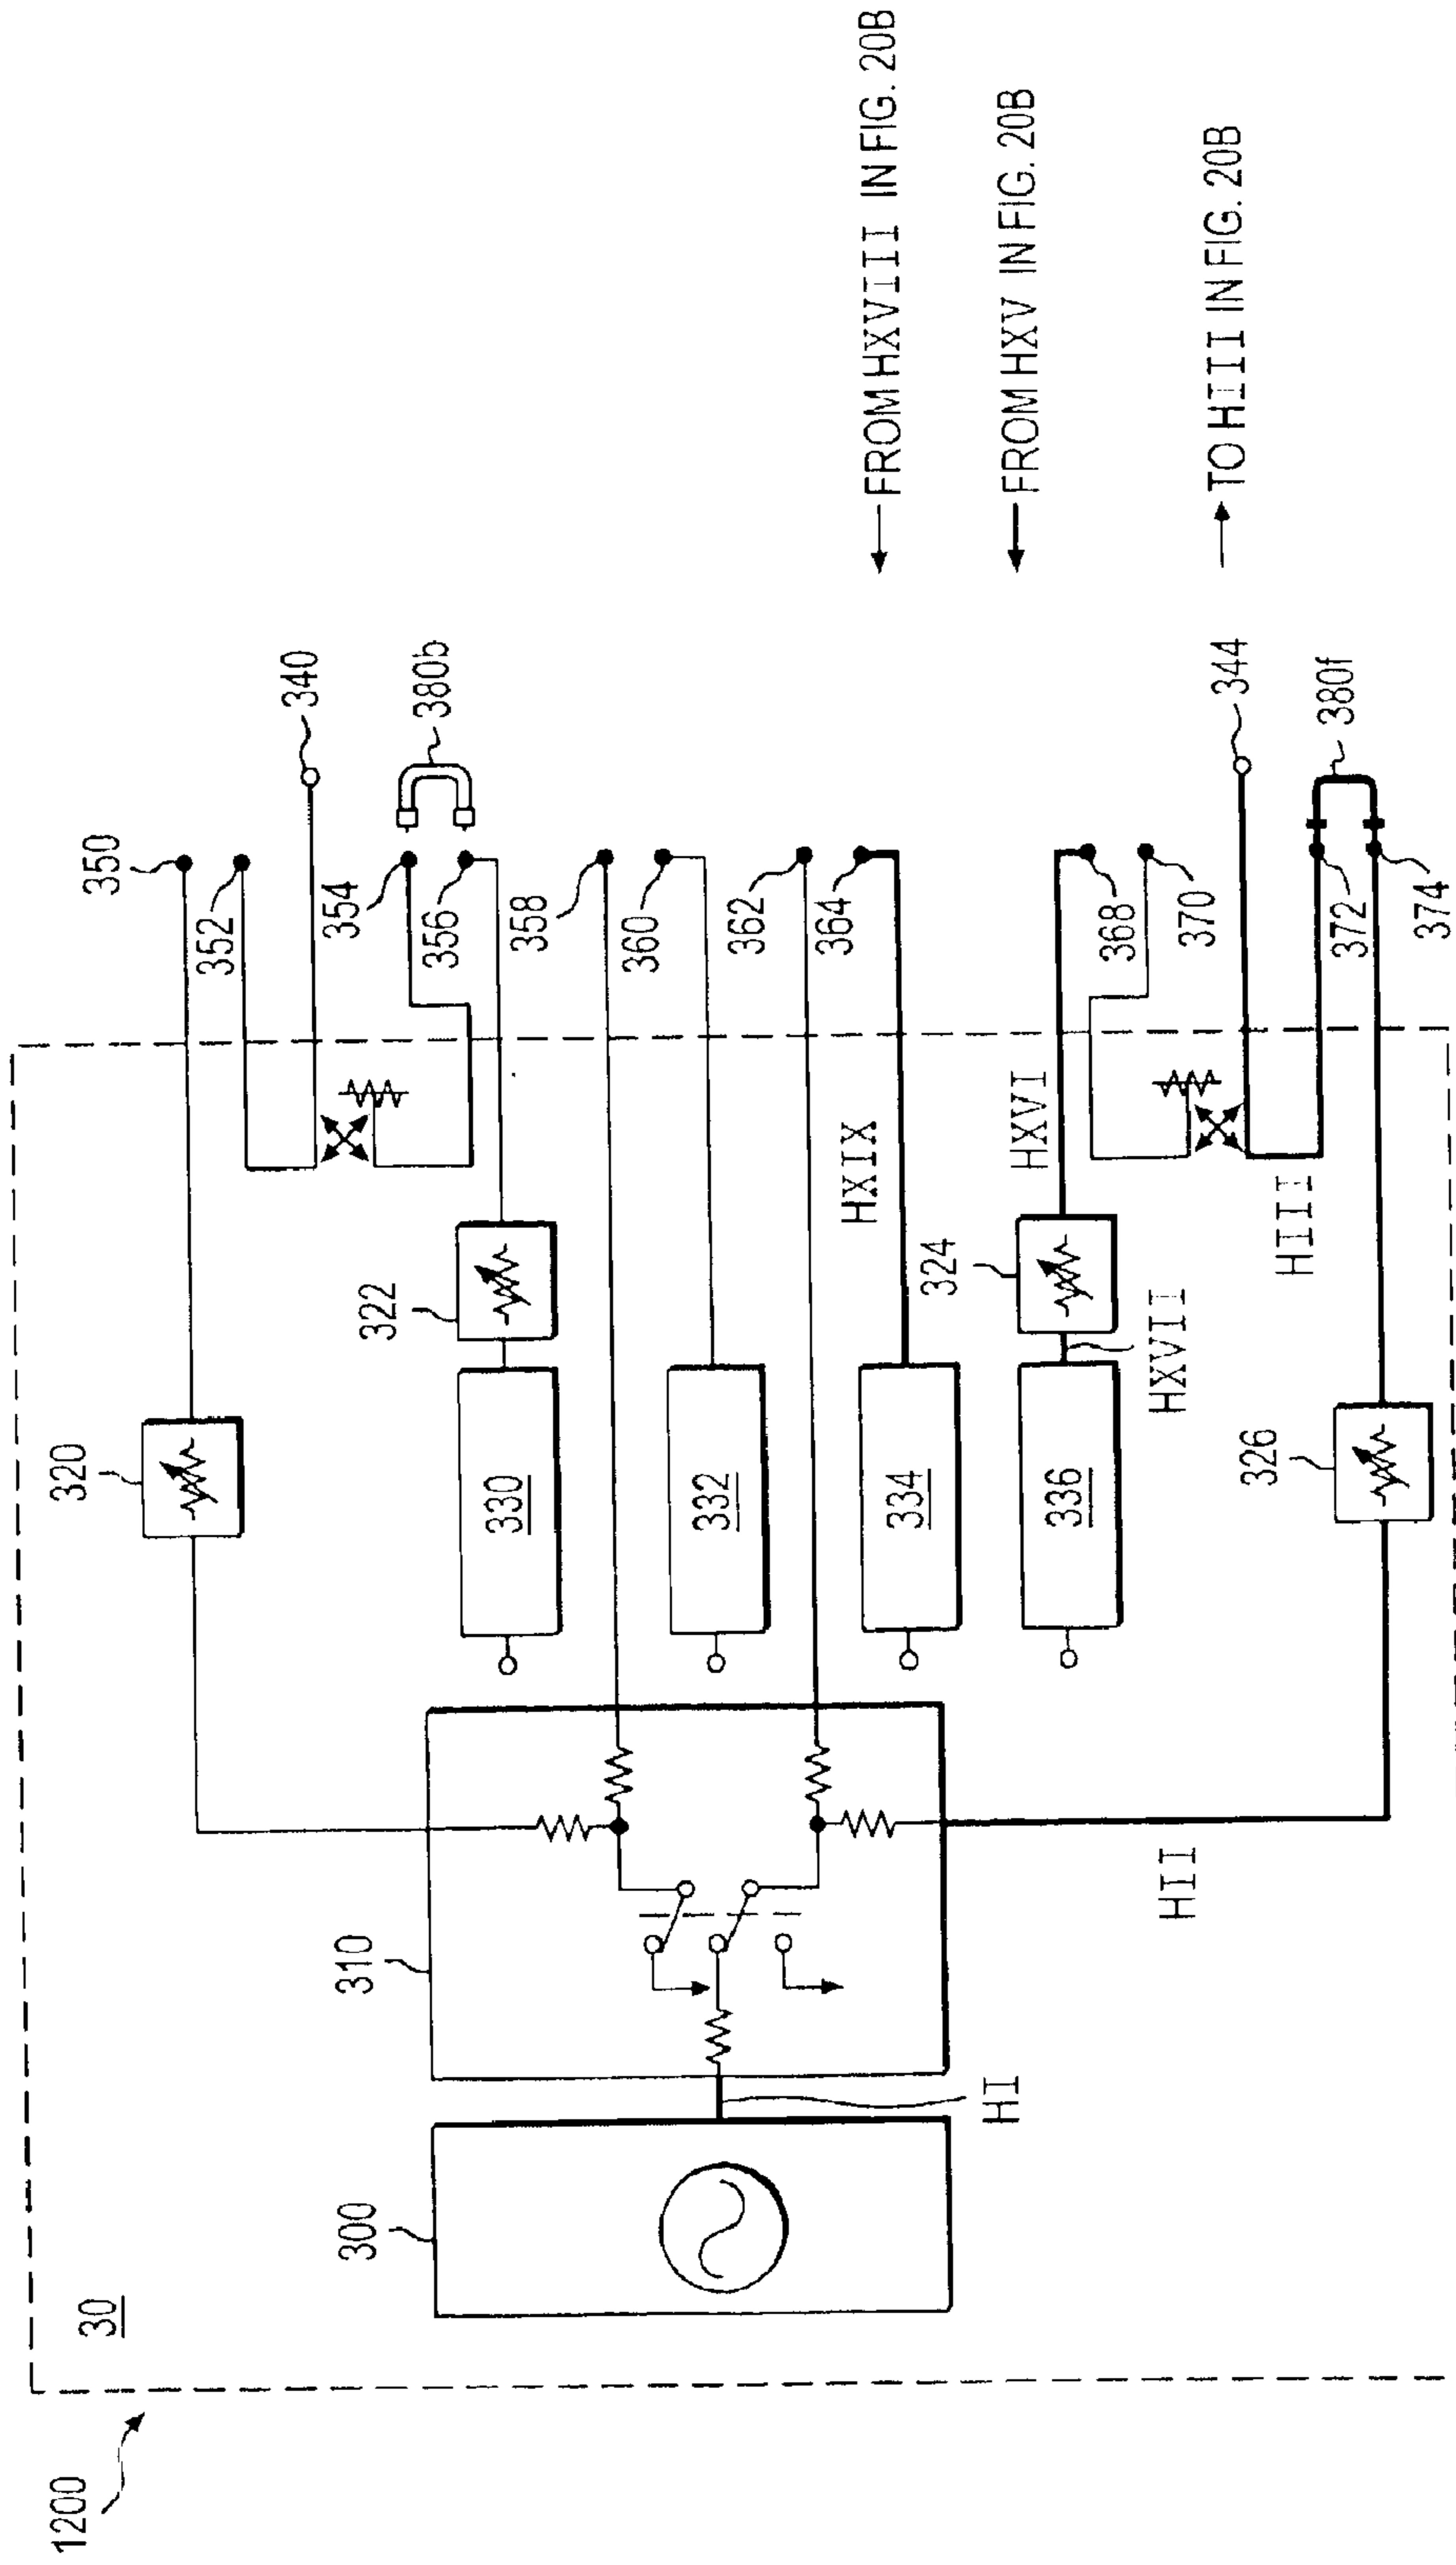 1200
30
300
310
HI
HII
320
322
330
332
334
336
324
326
HXIX
HXVI
HXVII
HIII
350
352
340
354
356
380b
358
360
362
364
368
370
344
372
374
380f
FROM HXVIII IN FIG. 20B
FROM HXV IN FIG. 20B
TO HIII IN FIG. 20B